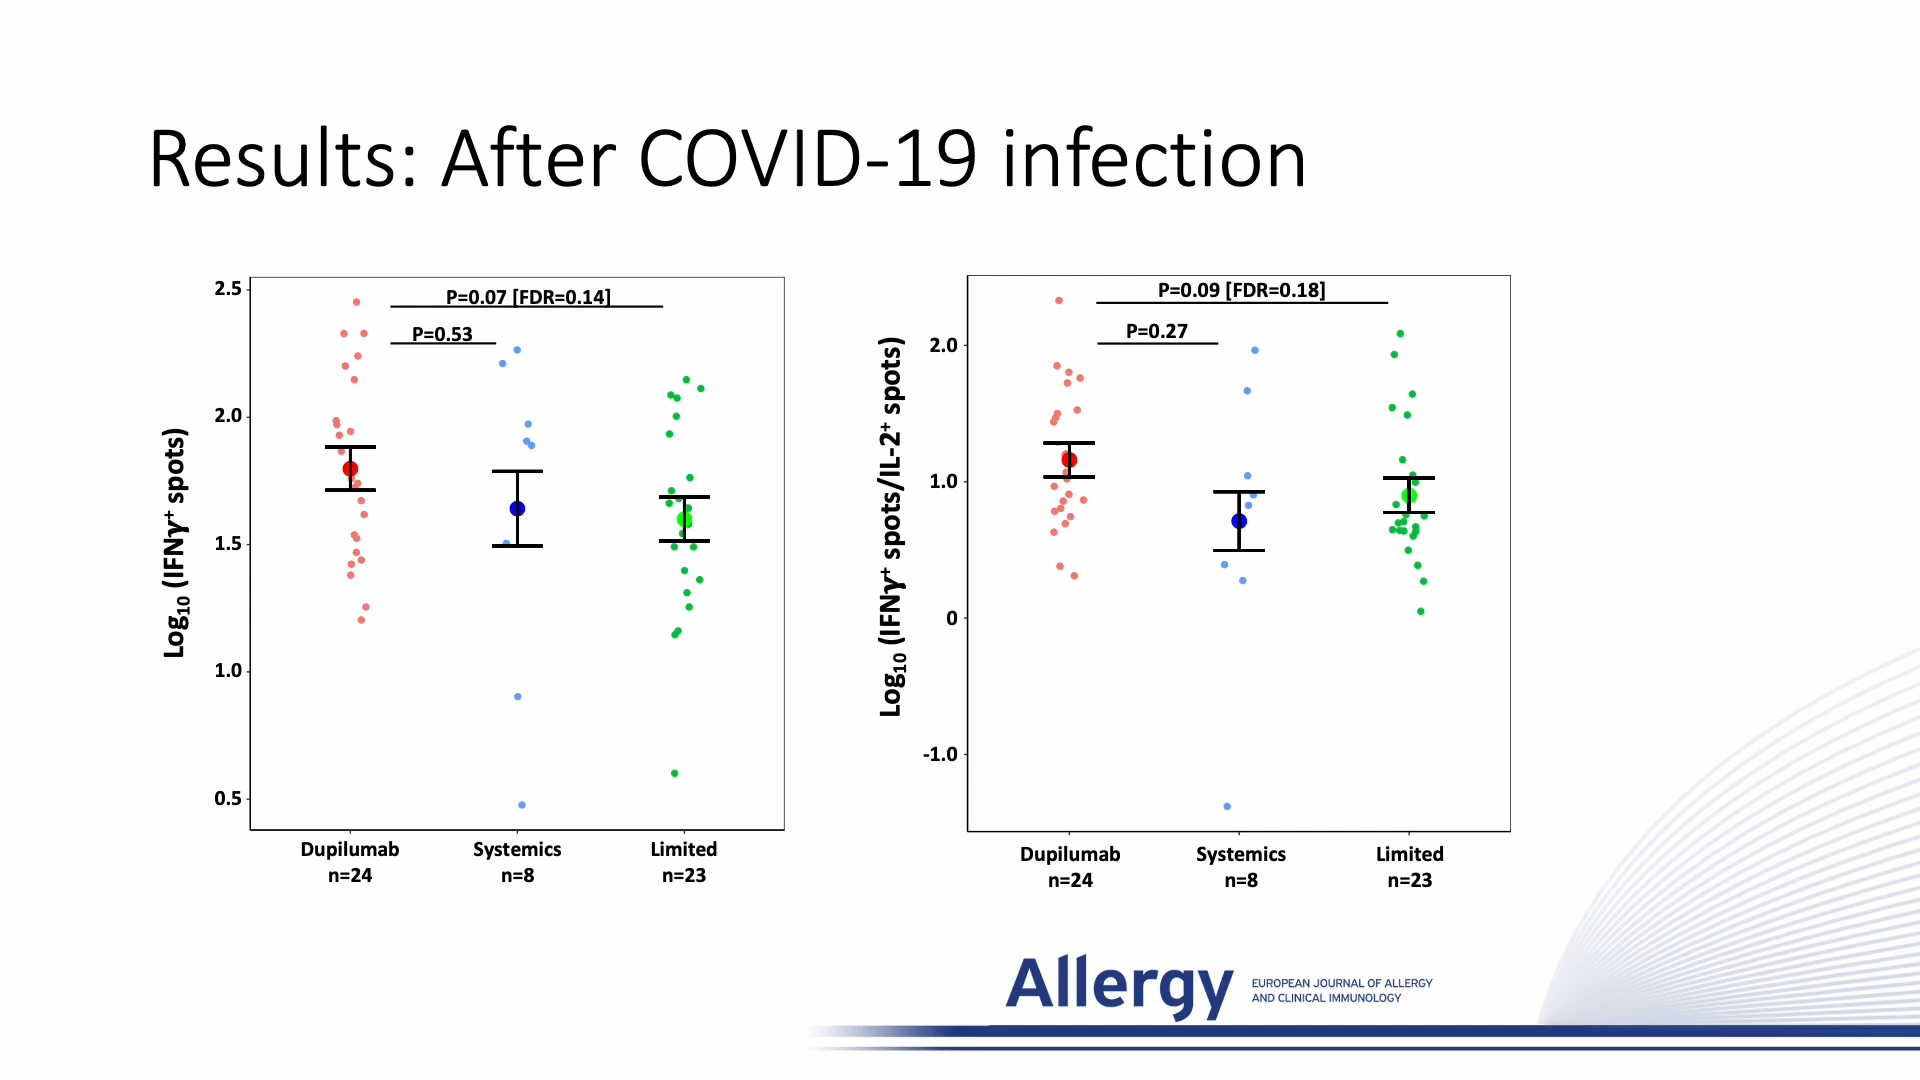 Results: After COVID-19 infection
Log10 (IFNγ+ spots)
2.5
2.0
1.5
1.0
0.5
P=0.07 [FDR=0.14]
P=0.53
Dupilumab
n=24
Systemics
n=8
Limited
n=23
Log10 (IFNγ+ spots/IL-2+ spots)
2.0
1.0
0
-1.0
P=0.09 [FDR=0.18]
P=0.27
Dupilumab
n=24
Systemics
n=8
Limited
n=23
Allergy
EUROPEAN JOURNAL OF ALLERGY
AND CLINICAL IMMUNOLOGY